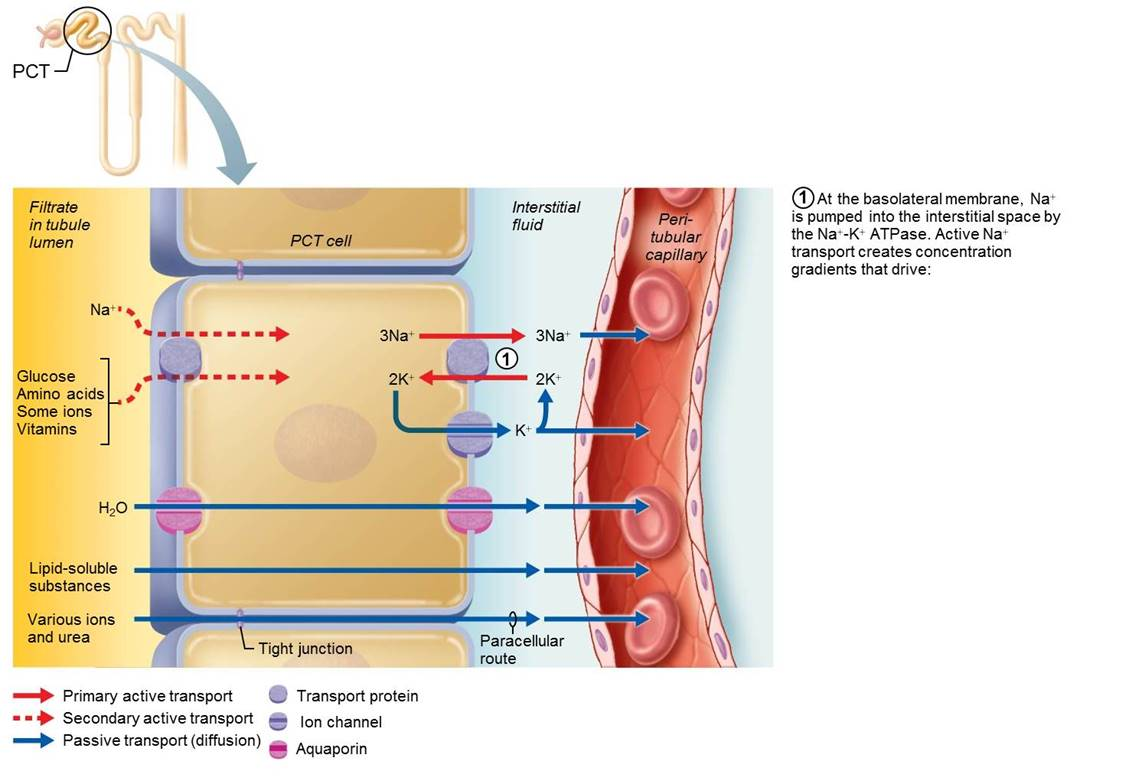 PCT
Filtrate
in tubule
lumen
PCT cell
Interstitial
fluid
Peri-
tubular
capillary
① At the basolateral membrane, Na⁺
is pumped into the interstitial space by
the Na⁺-K⁺ ATPase. Active Na⁺
transport creates concentration
gradients that drive:
Na⁺
3Na⁺
3Na⁺
①
2K⁺
2K⁺
Glucose
Amino acids
Some ions
Vitamins
K⁺
H₂O
Lipid-soluble
substances
Various ions
and urea
Tight junction
Paracellular
route
Primary active transport
Secondary active transport
Passive transport (diffusion)
Transport protein
Ion channel
Aquaporin